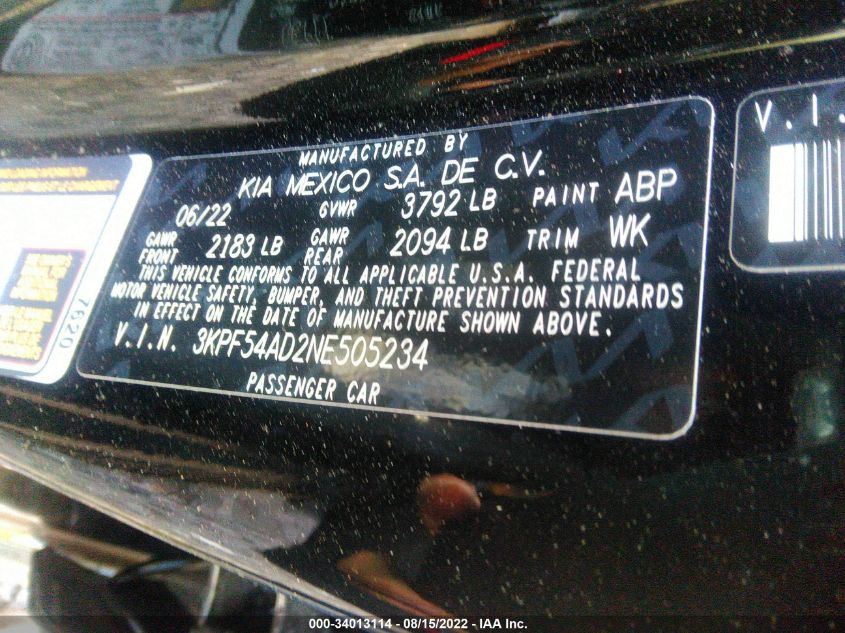 MANUFACTURED BY
KIA MEXICO S.A. DE C.V.
06/22 GVWR 3792 LB PAINT ABP
GAWR FRONT 2183 LB GAWR REAR 2094 LB TRIM WK
THIS VEHICLE CONFORMS TO ALL APPLICABLE U.S.A. FEDERAL
MOTOR VEHICLE SAFETY, BUMPER, AND THEFT PREVENTION STANDARDS
IN EFFECT ON THE DATE OF MANUFACTURE SHOWN ABOVE.
V.I.N. 3KPF54AD2NE505234
PASSENGER CAR
V.I.
7620
000-34013114 - 08/15/2022 - IAA Inc.